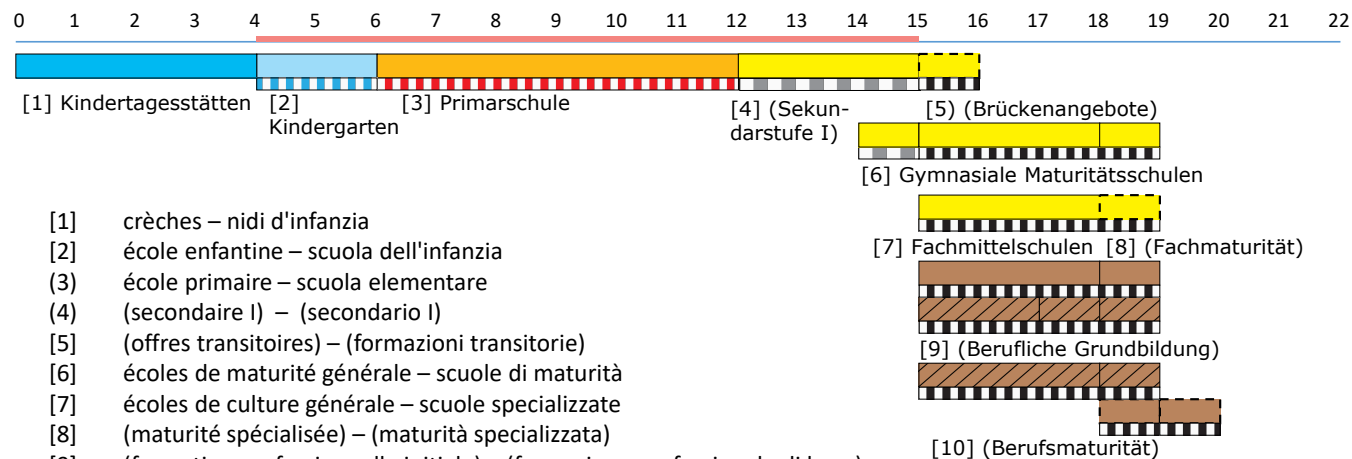 0 1 2 3 4 5 6 7 8 9 10 11 12 13 14 15 16 17 18 19 20 21 22
[1] Kindertagesstätten
[2]
Kindergarten
[3] Primarschule
[4] (Sekun-
darstufe I)
[5) (Brückenangebote)
[6] Gymnasiale Maturitätsschulen
[7] Fachmittelschulen [8] (Fachmaturität)
[9] (Berufliche Grundbildung)
[10] (Berufsmaturität)
[1] crèches – nidi d'infanzia
[2] école enfantine – scuola dell'infanzia
(3) école primaire – scuola elementare
(4) (secondaire I) – (secondario I)
[5] (offres transitoires) – (formazioni transitorie)
[6] écoles de maturité générale – scuole di maturità
[7] écoles de culture générale – scuole specializzate
[8] (maturité spécialisée) – (maturità specializzata)